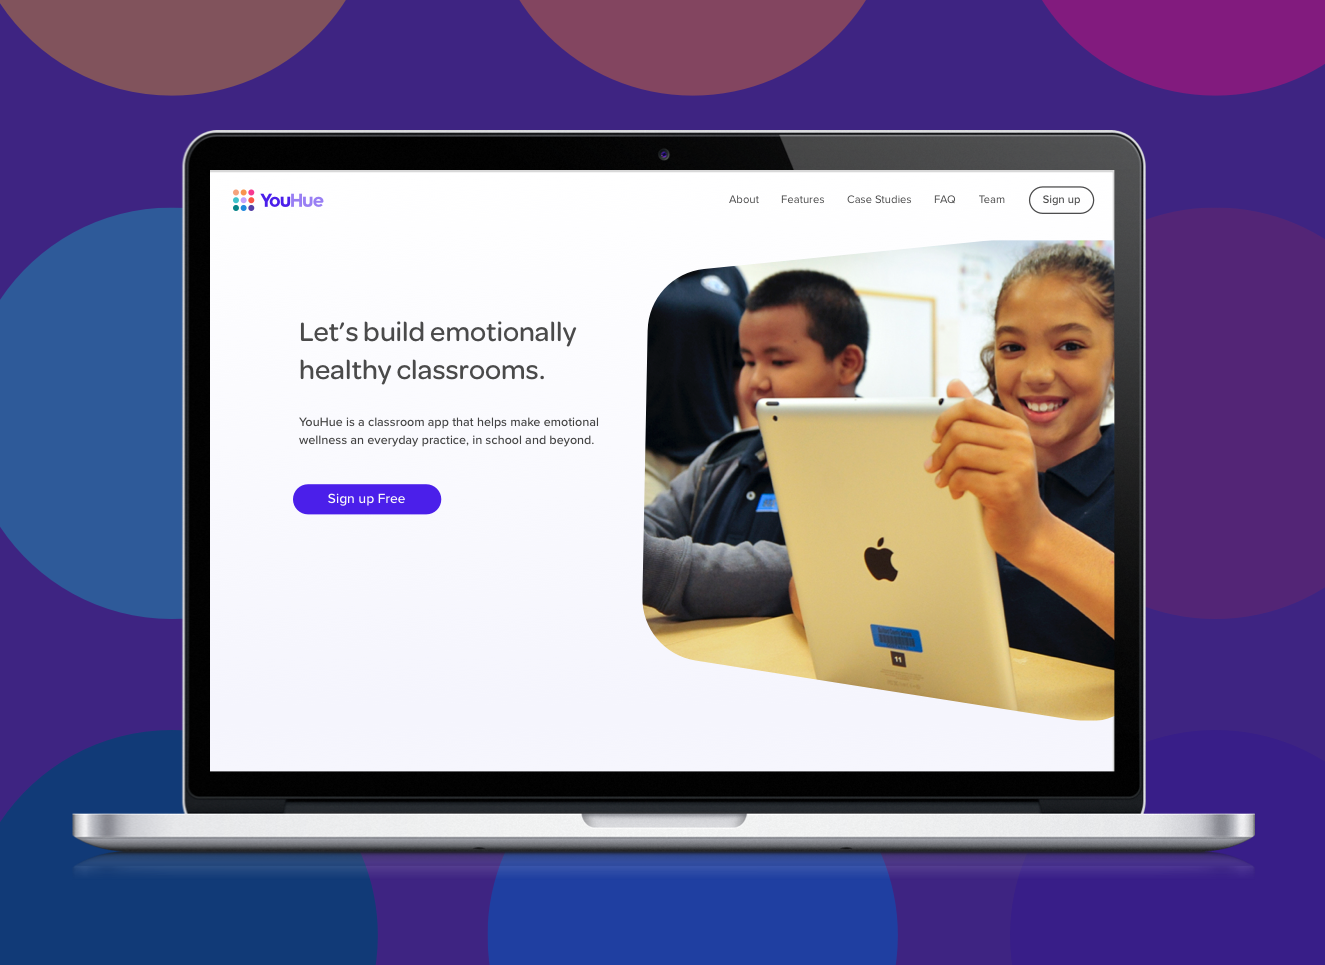 YouHue
About Features Case Studies FAQ Team Sign up
Let's build emotionally
healthy classrooms.
YouHue is a classroom app that helps make emotional
wellness an everyday practice, in school and beyond.
Sign up Free
11